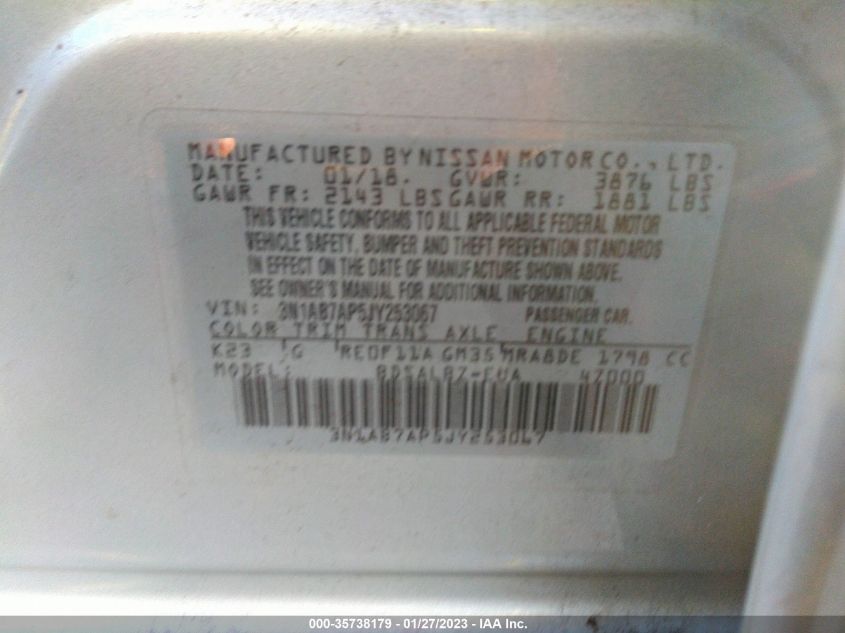 MANUFACTURED BY NISSAN MOTOR CO., LTD.
DATE: 01/18. GVWR: 3876 LBS
GAWR FR: 2143 LBS GAWR RR: 1881 LBS
THIS VEHICLE CONFORMS TO ALL APPLICABLE FEDERAL MOTOR
VEHICLE SAFETY, BUMPER AND THEFT PREVENTION STANDARDS
IN EFFECT ON THE DATE OF MANUFACTURE SHOWN ABOVE.
SEE OWNER'S MANUAL FOR ADDITIONAL INFORMATION.
VIN: 3N1AB7AP5JY253067 PASSENGER CAR.
COLOR TRIM TRANS AXLE ENGINE
K23 G RE0F11A GM35 MRA8DE 1798 CC
MODEL: 47000
3N1AB7AP5JY253067
000-35738179 | 01/27/2023 - IAA Inc.